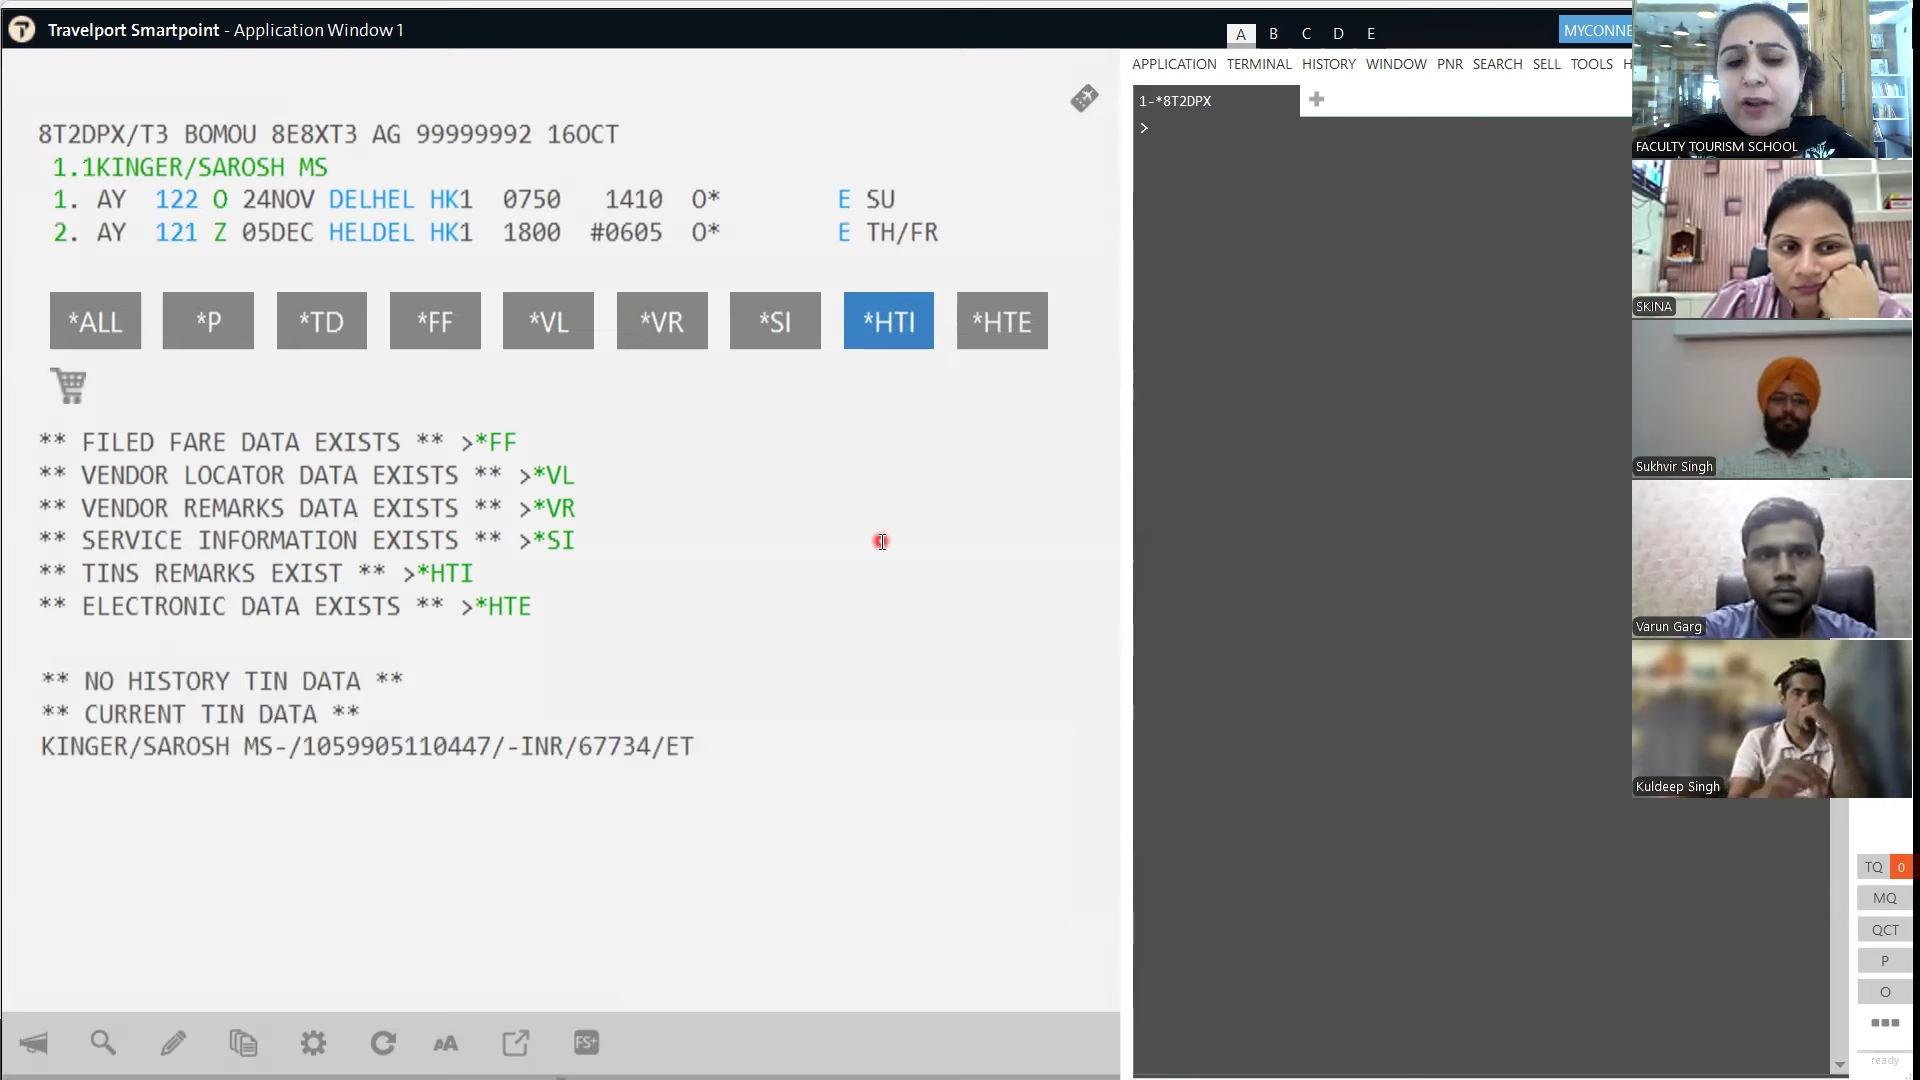 Travelport Smartpoint - Application Window 1
A B C D E
MYCONNE
APPLICATION TERMINAL HISTORY WINDOW PNR SEARCH SELL TOOLS H
1-*8T2DPX
>
8T2DPX/T3 BOMOU 8E8XT3 AG 99999992 16OCT
1.1KINGER/SAROSH MS
1. AY 122 O 24NOV DELHEL HK1 0750 1410 O* E SU
2. AY 121 Z 05DEC HELDEL HK1 1800 #0605 O* E TH/FR
*ALL *P *TD *FF *VL *VR *SI *HTI *HTE
** FILED FARE DATA EXISTS ** >*FF
** VENDOR LOCATOR DATA EXISTS ** >*VL
** VENDOR REMARKS DATA EXISTS ** >*VR
** SERVICE INFORMATION EXISTS ** >*SI
** TINS REMARKS EXIST ** >*HTI
** ELECTRONIC DATA EXISTS ** >*HTE
** NO HISTORY TIN DATA **
** CURRENT TIN DATA **
KINGER/SAROSH MS-/1059905110447/-INR/67734/ET
AA
FS+
FACULTY TOURISM SCHOOL
SKINA
Sukhvir Singh
Varun Garg
Kuldeep Singh
TQ 0
MQ
QCT
P
O
ready